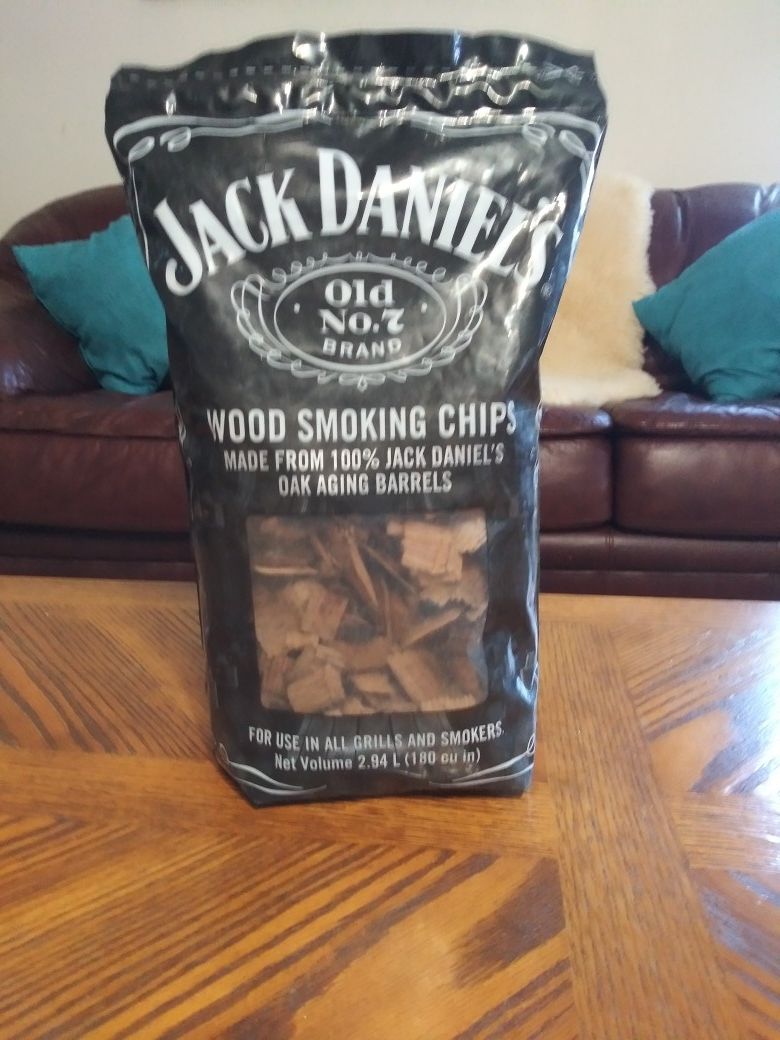 JACK DANIEL'S
Old
No.7
BRAND
WOOD SMOKING CHIPS
MADE FROM 100% JACK DANIEL'S
OAK AGING BARRELS
FOR USE IN ALL GRILLS AND SMOKERS
Net Volume 2.94 L (180 cu in)